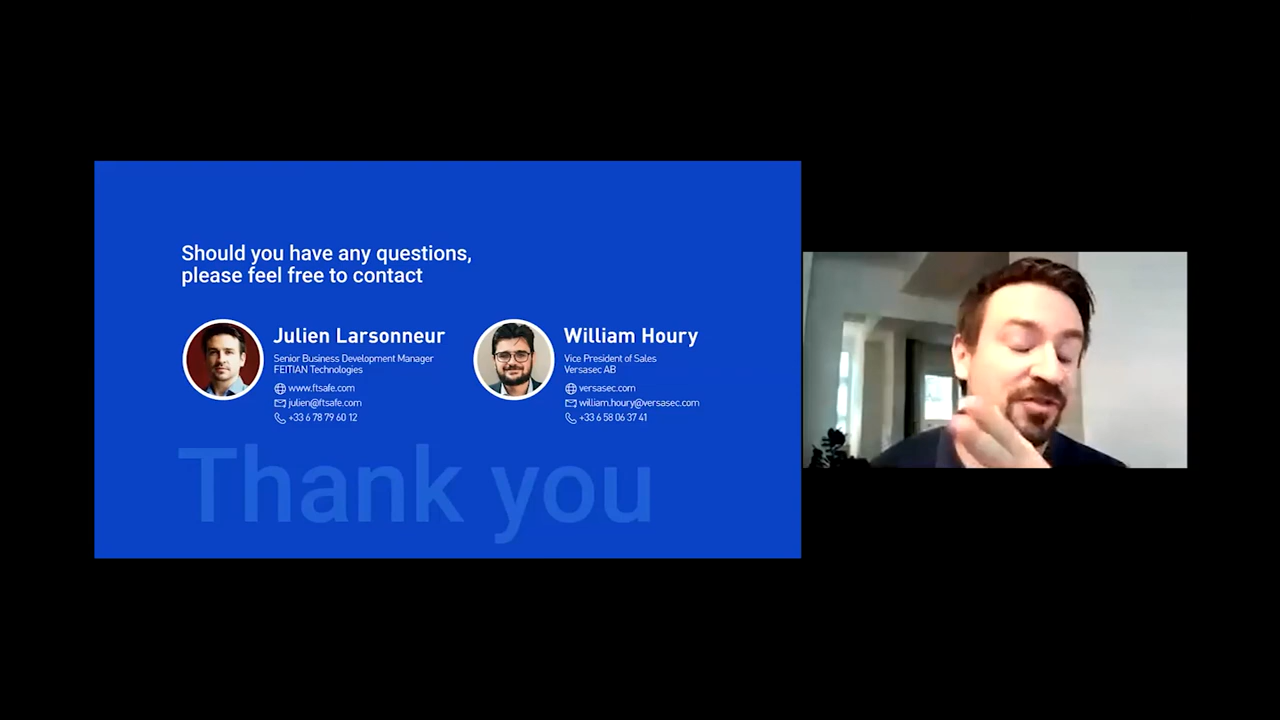 Should you have any questions,
please feel free to contact
Julien Larsonneur
Senior Business Development Manager
FEITIAN Technologies
www.ftsafe.com
julien@ftsafe.com
+33 6 78 79 60 12
William Houry
Vice President of Sales
Versasec AB
versasec.com
william.houry@versasec.com
+33 6 58 06 37 41
Thank you